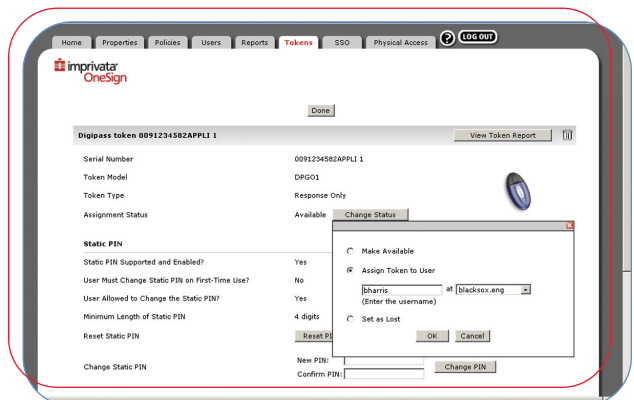 Home Properties Policies Users Reports Tokens SSO Physical Access ? LOG OUT
imprivata
OneSign
Done
Digipass token 0091234582APPLI 1 View Token Report
Serial Number 0091234582APPLI 1
Token Model DPGO1
Token Type Response Only
Assignment Status Available Change Status
Static PIN
Static PIN Supported and Enabled? Yes
User Must Change Static PIN on First-Time Use? No
User Allowed to Change the Static PIN? Yes
Minimum Length of Static PIN 4 digits
Reset Static PIN Reset PI
Change Static PIN
New PIN:
Confirm PIN:
Change PIN
Make Available
Assign Token to User
bharris at blacksox.eng
(Enter the username)
Set as Lost
OK Cancel